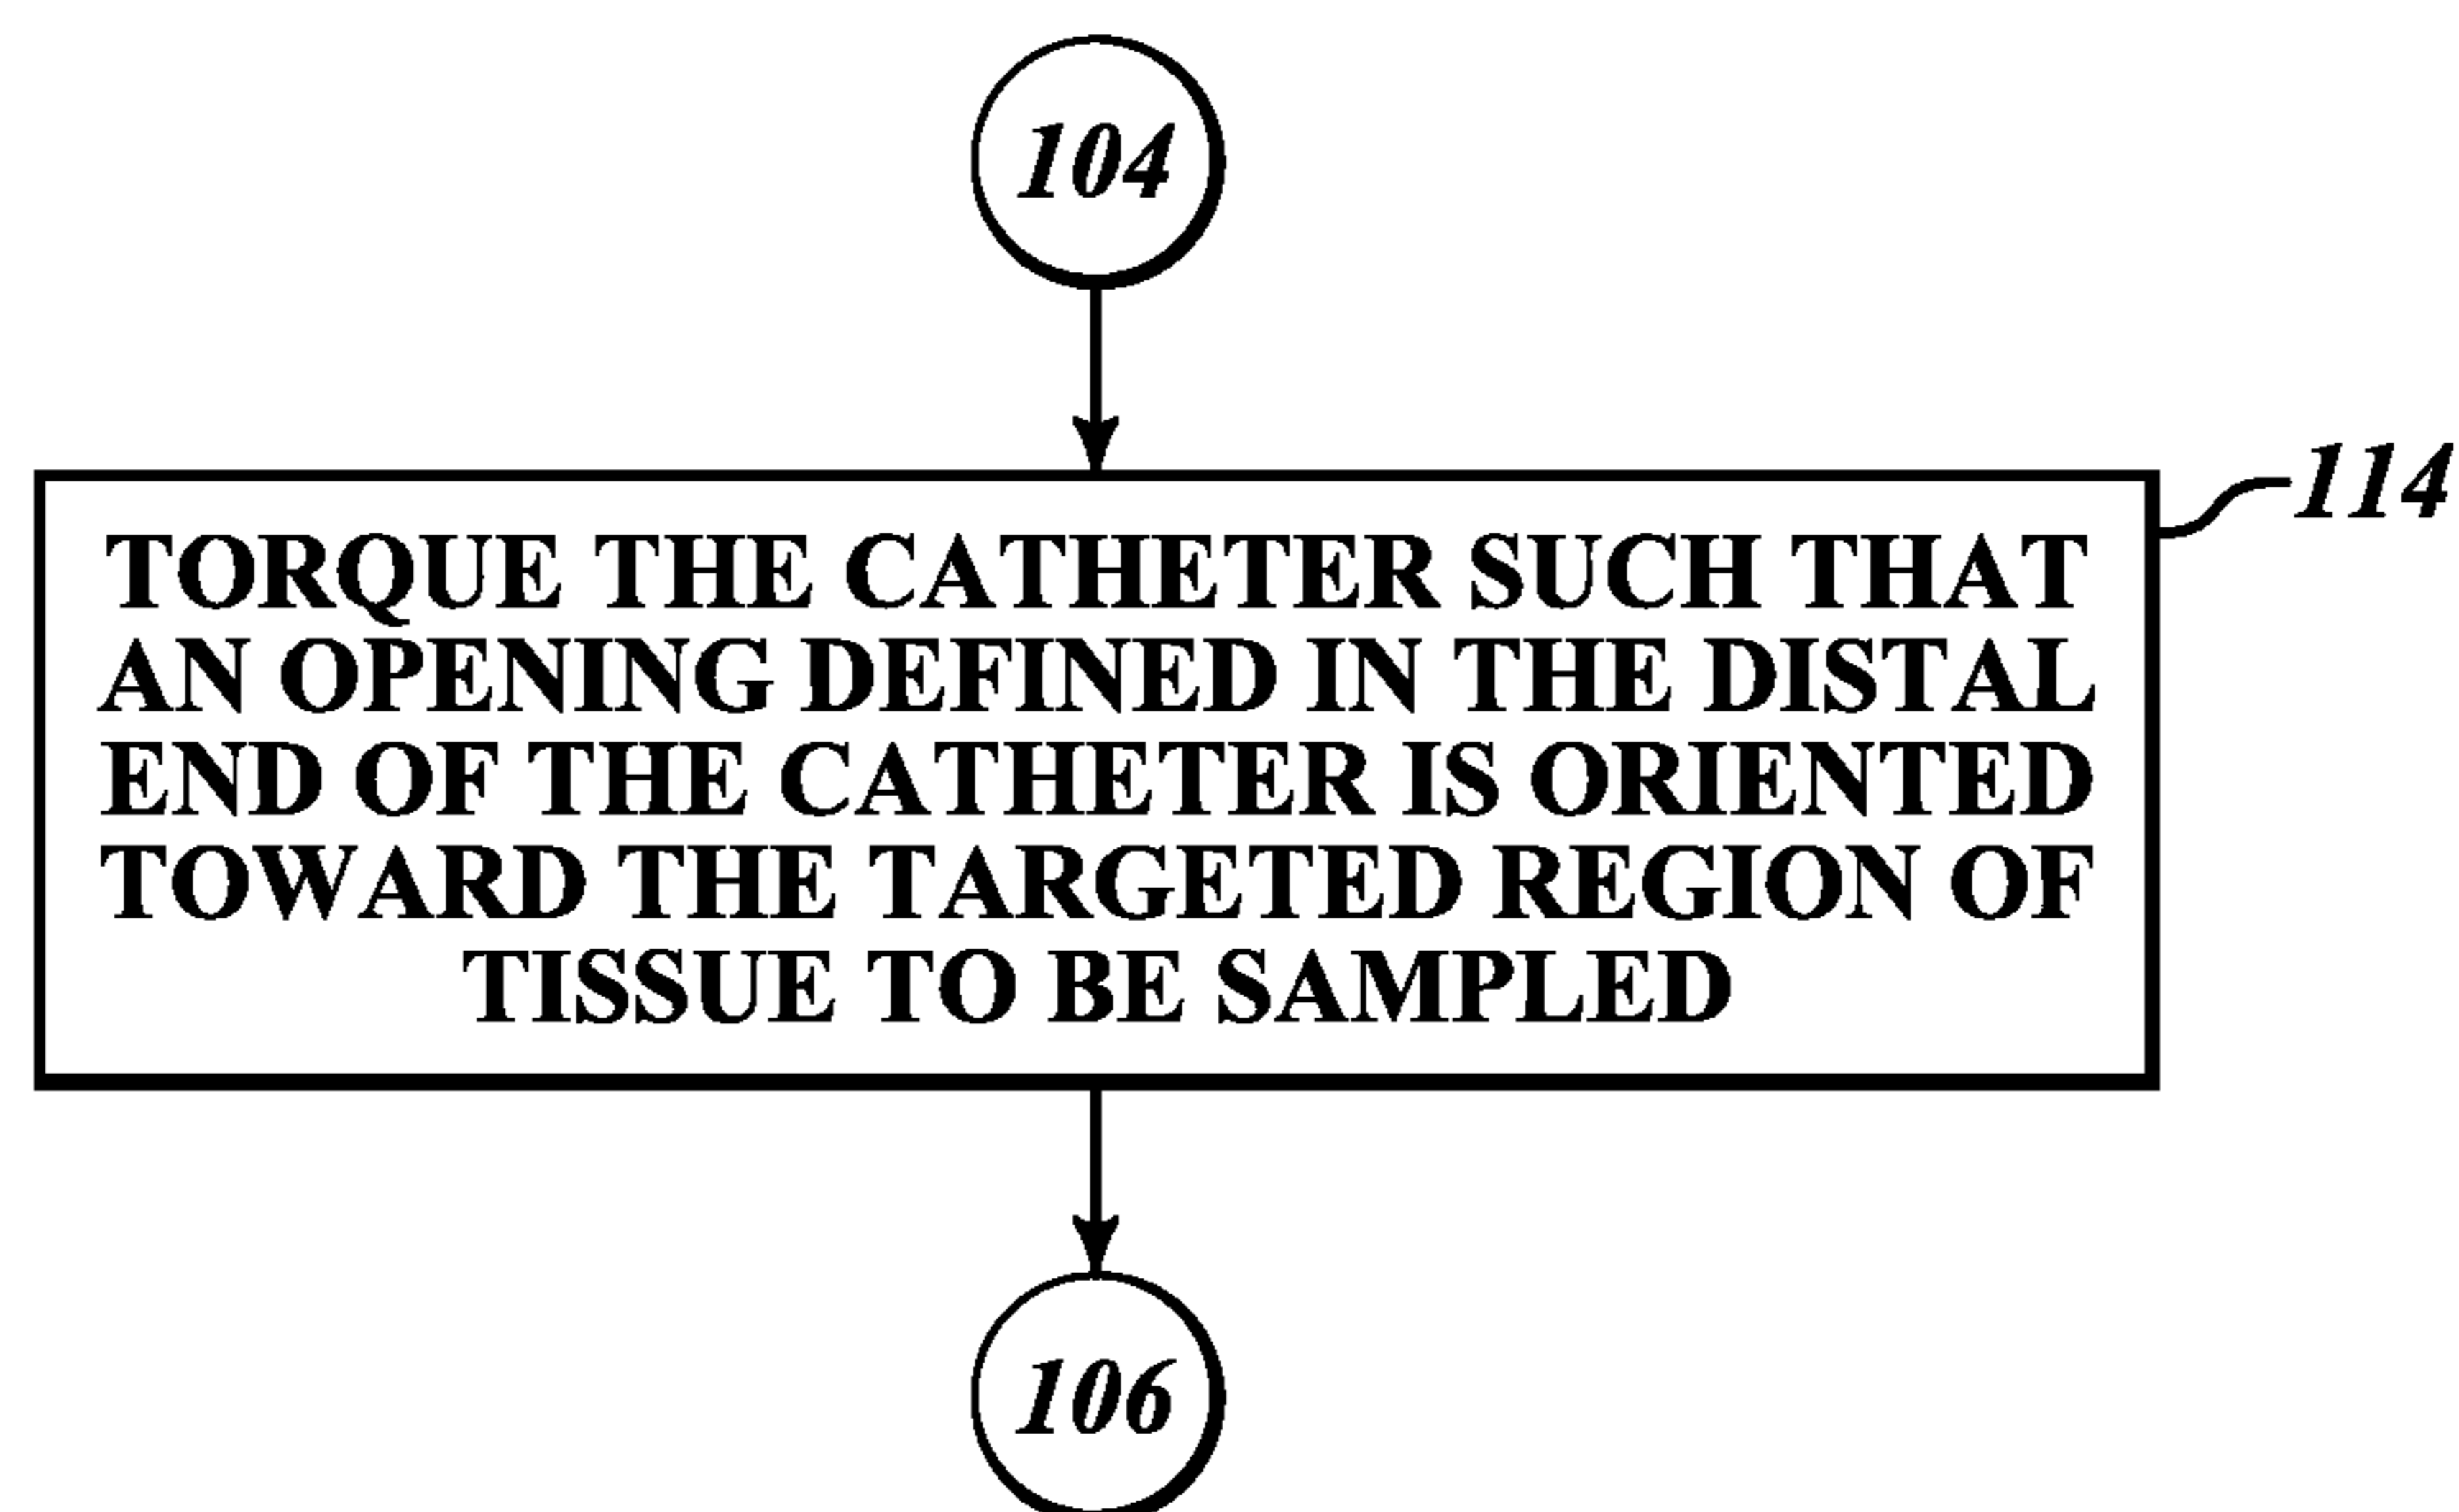 104
114
TORQUE THE CATHETER SUCH THAT
AN OPENING DEFINED IN THE DISTAL
END OF THE CATHETER IS ORIENTED
TOWARD THE TARGETED REGION OF
TISSUE TO BE SAMPLED
106